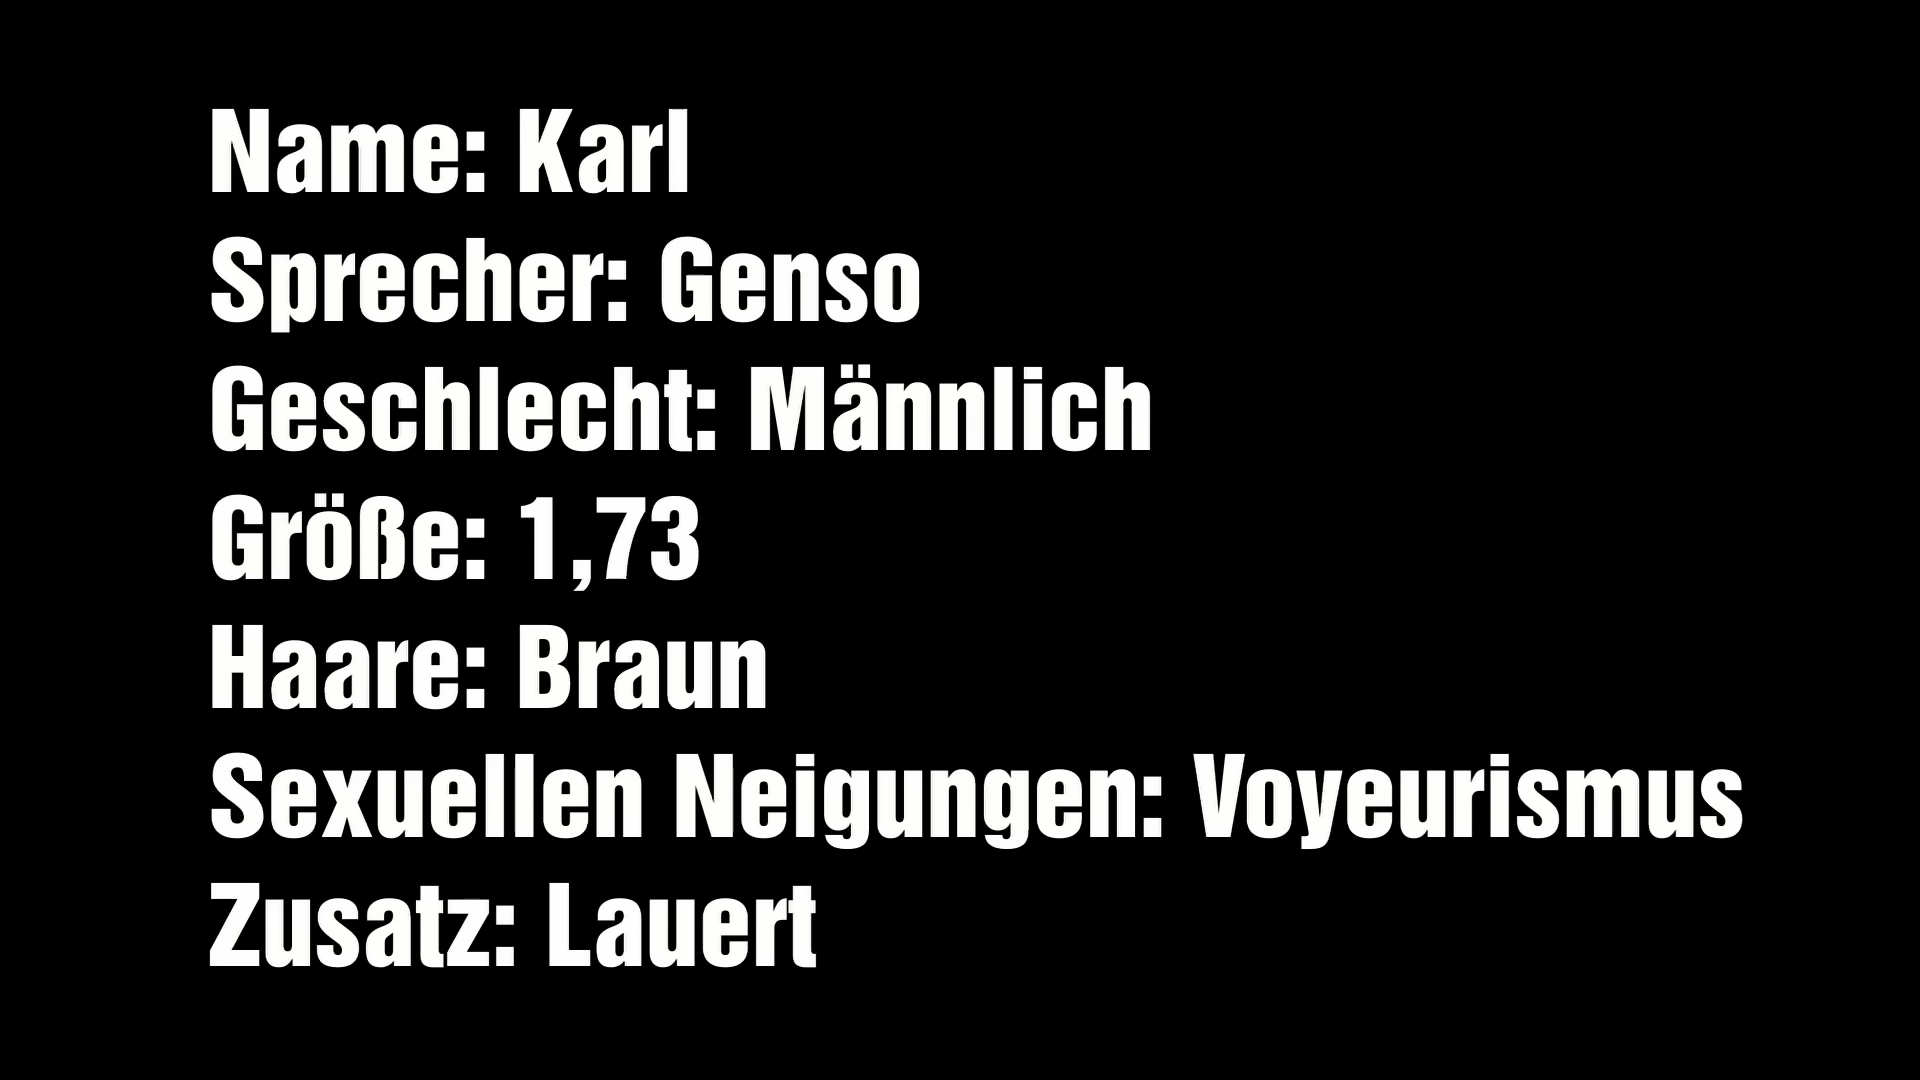 Name: Karl
Sprecher: Genso
Geschlecht: Männlich
Größe: 1,73
Haare: Braun
Sexuellen Neigungen: Voyeurismus
Zusatz: Lauert